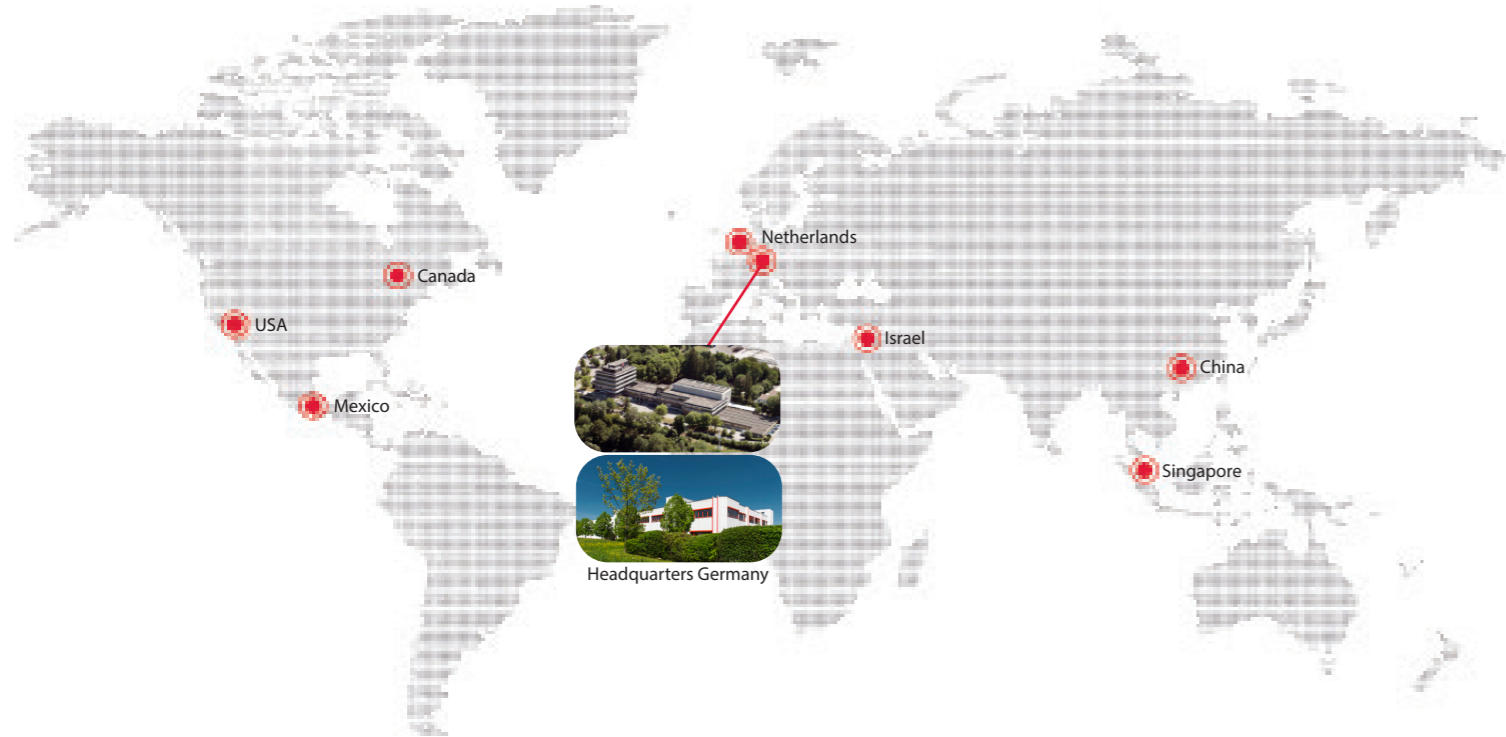 Netherlands
Canada
USA
Israel
China
Mexico
Singapore
Headquarters Germany